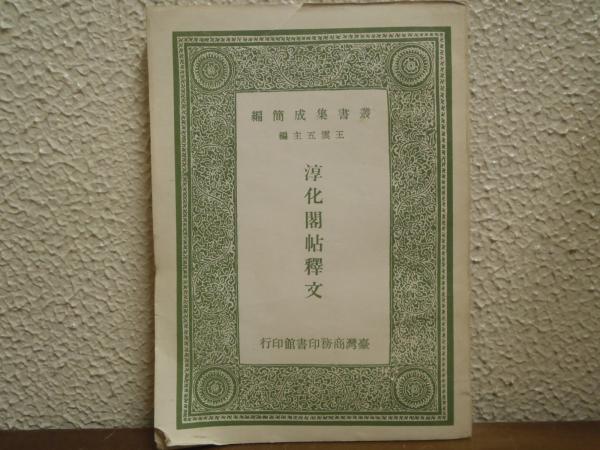 叢書集成簡編
王雲五主編
淳化閣帖釋文
臺灣商務印書館印行